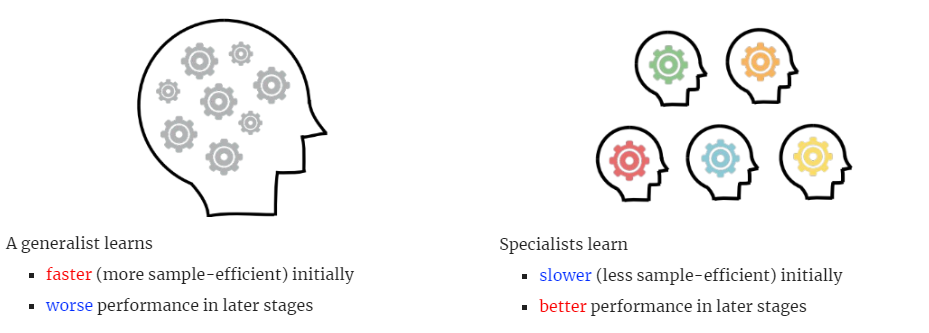 A generalist learns
faster (more sample-efficient) initially
worse performance in later stages
Specialists learn
slower (less sample-efficient) initially
better performance in later stages